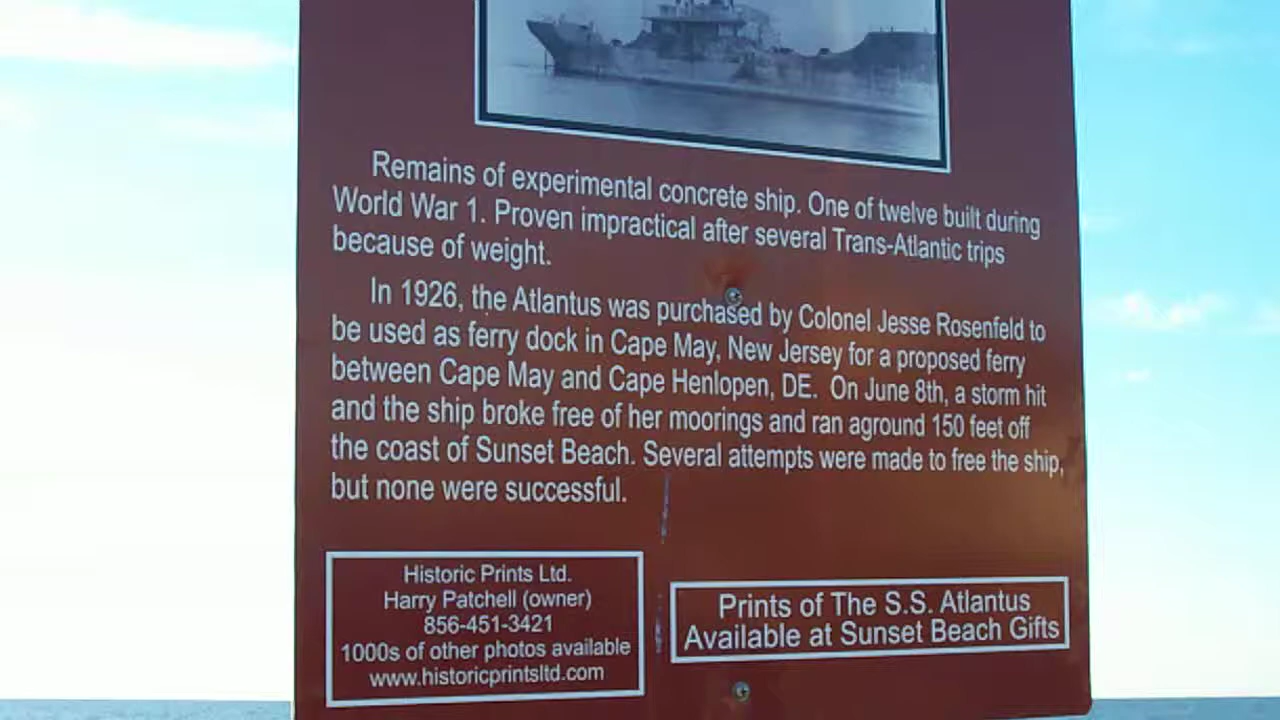 Remains of experimental concrete ship. One of twelve built during
World War 1. Proven impractical after several Trans-Atlantic trips
because of weight.
In 1926, the Atlantus was purchased by Colonel Jesse Rosenfeld to
be used as ferry dock in Cape May, New Jersey for a proposed ferry
between Cape May and Cape Henlopen, DE. On June 8th, a storm hit
and the ship broke free of her moorings and ran aground 150 feet off
the coast of Sunset Beach. Several attempts were made to free the ship,
but none were successful.
Historic Prints Ltd.
Harry Patchell (owner)
856-451-3421
1000s of other photos available
www.historicprintsltd.com
Prints of The S.S. Atlantus
Available at Sunset Beach Gifts